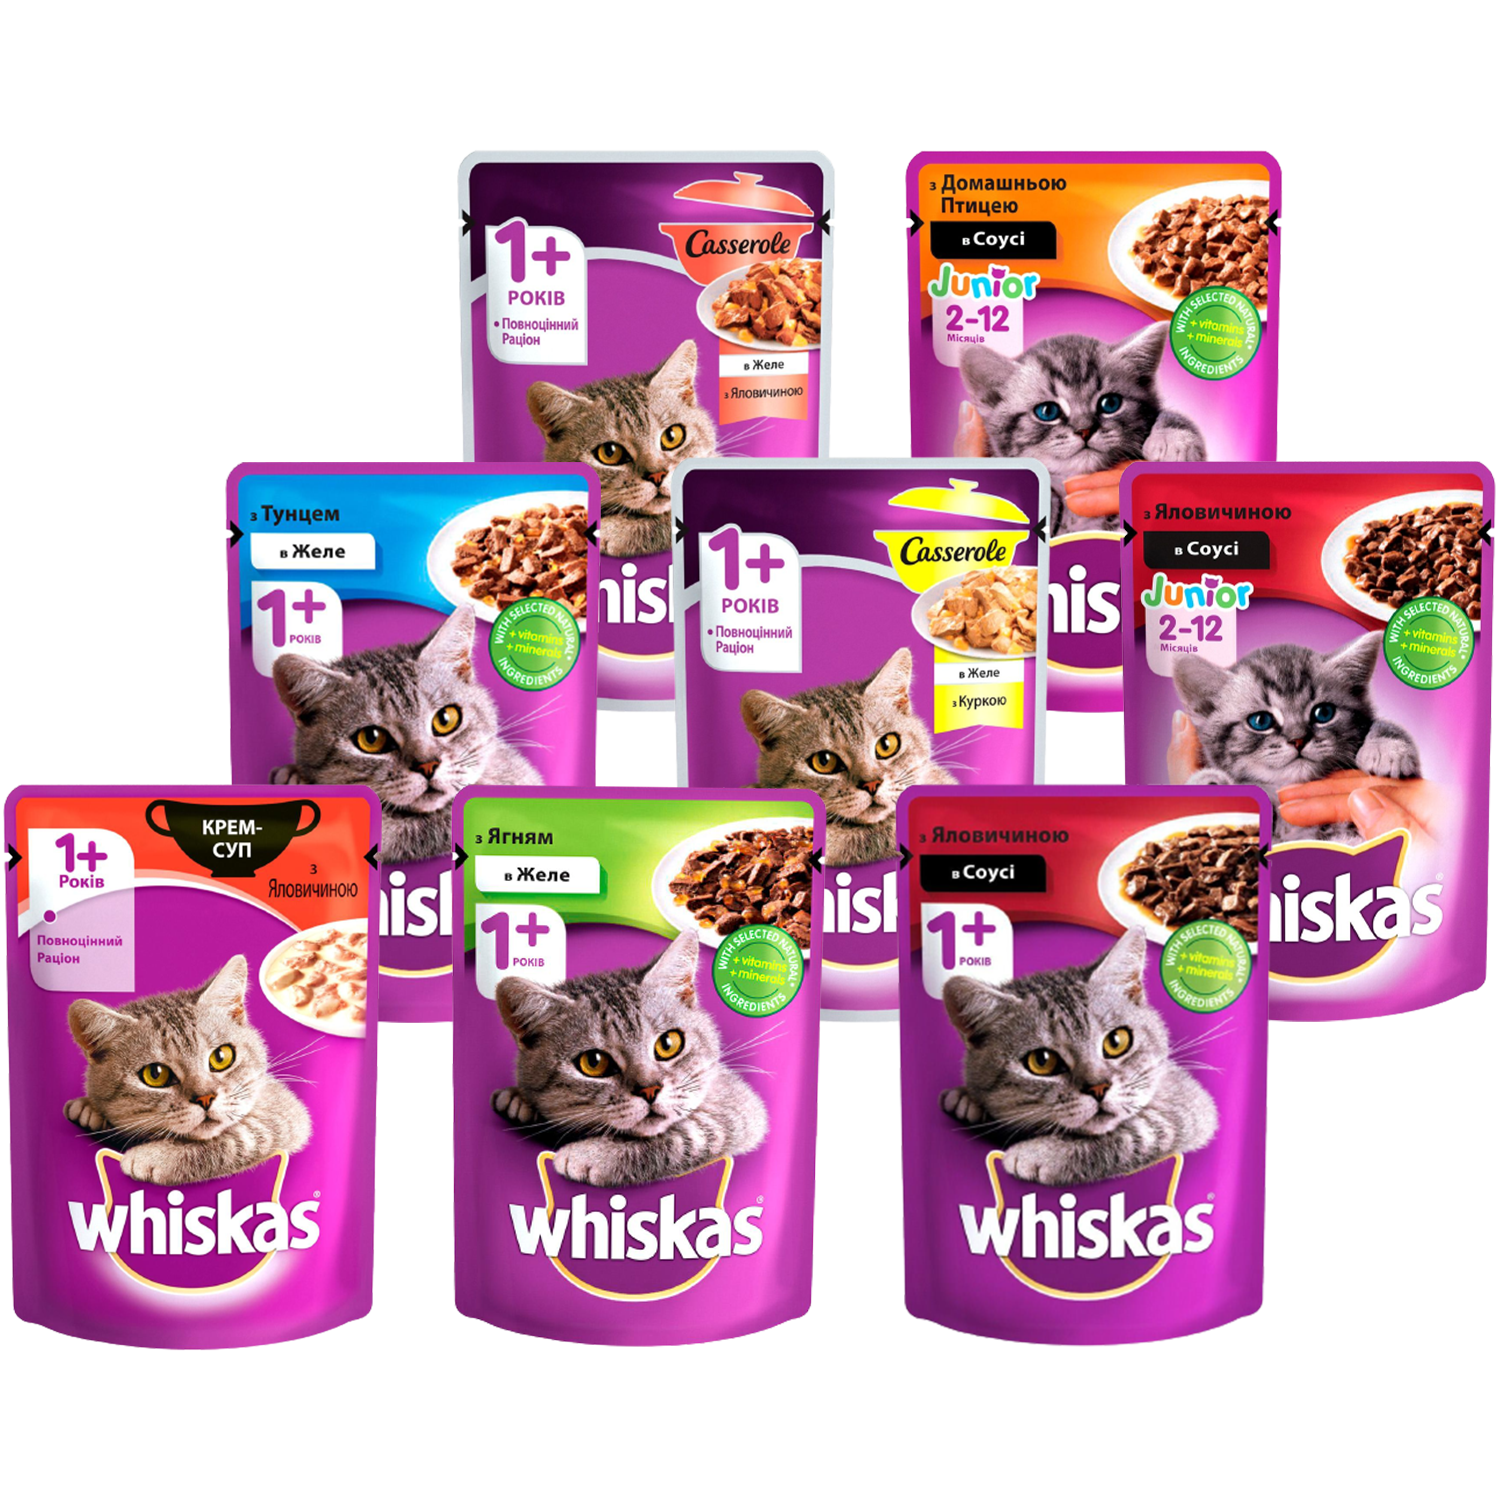 1+
РОКІВ
• Повноцінний
Раціон
Casserole
в Желе
з Яловичиною
з Домашньою
Птицею
в Соусі
Junior
2-12
Місяців
WITH SELECTED NATURAL*
+ vitamins
+ minerals
INGREDIENTS
з Тунцем
в Желе
1+
РОКІВ
WITH SELECTED NATURAL*
+ vitamins
+ minerals
INGREDIENTS
1+
РОКІВ
• Повноцінний
Раціон
Casserole
в Желе
з Куркою
з Яловичиною
в Соусі
Junior
2-12
Місяців
WITH SELECTED NATURAL*
+ vitamins
+ minerals
INGREDIENTS
1+
Років
Повноцінний
Раціон
КРЕМ-
СУП
з
Яловичиною
whiskas®
з Ягням
в Желе
1+
РОКІВ
WITH SELECTED NATURAL*
+ vitamins
+ minerals
INGREDIENTS
whiskas®
з Яловичиною
в Соусі
1+
РОКІВ
WITH SELECTED NATURAL*
+ vitamins
+ minerals
INGREDIENTS
whiskas®